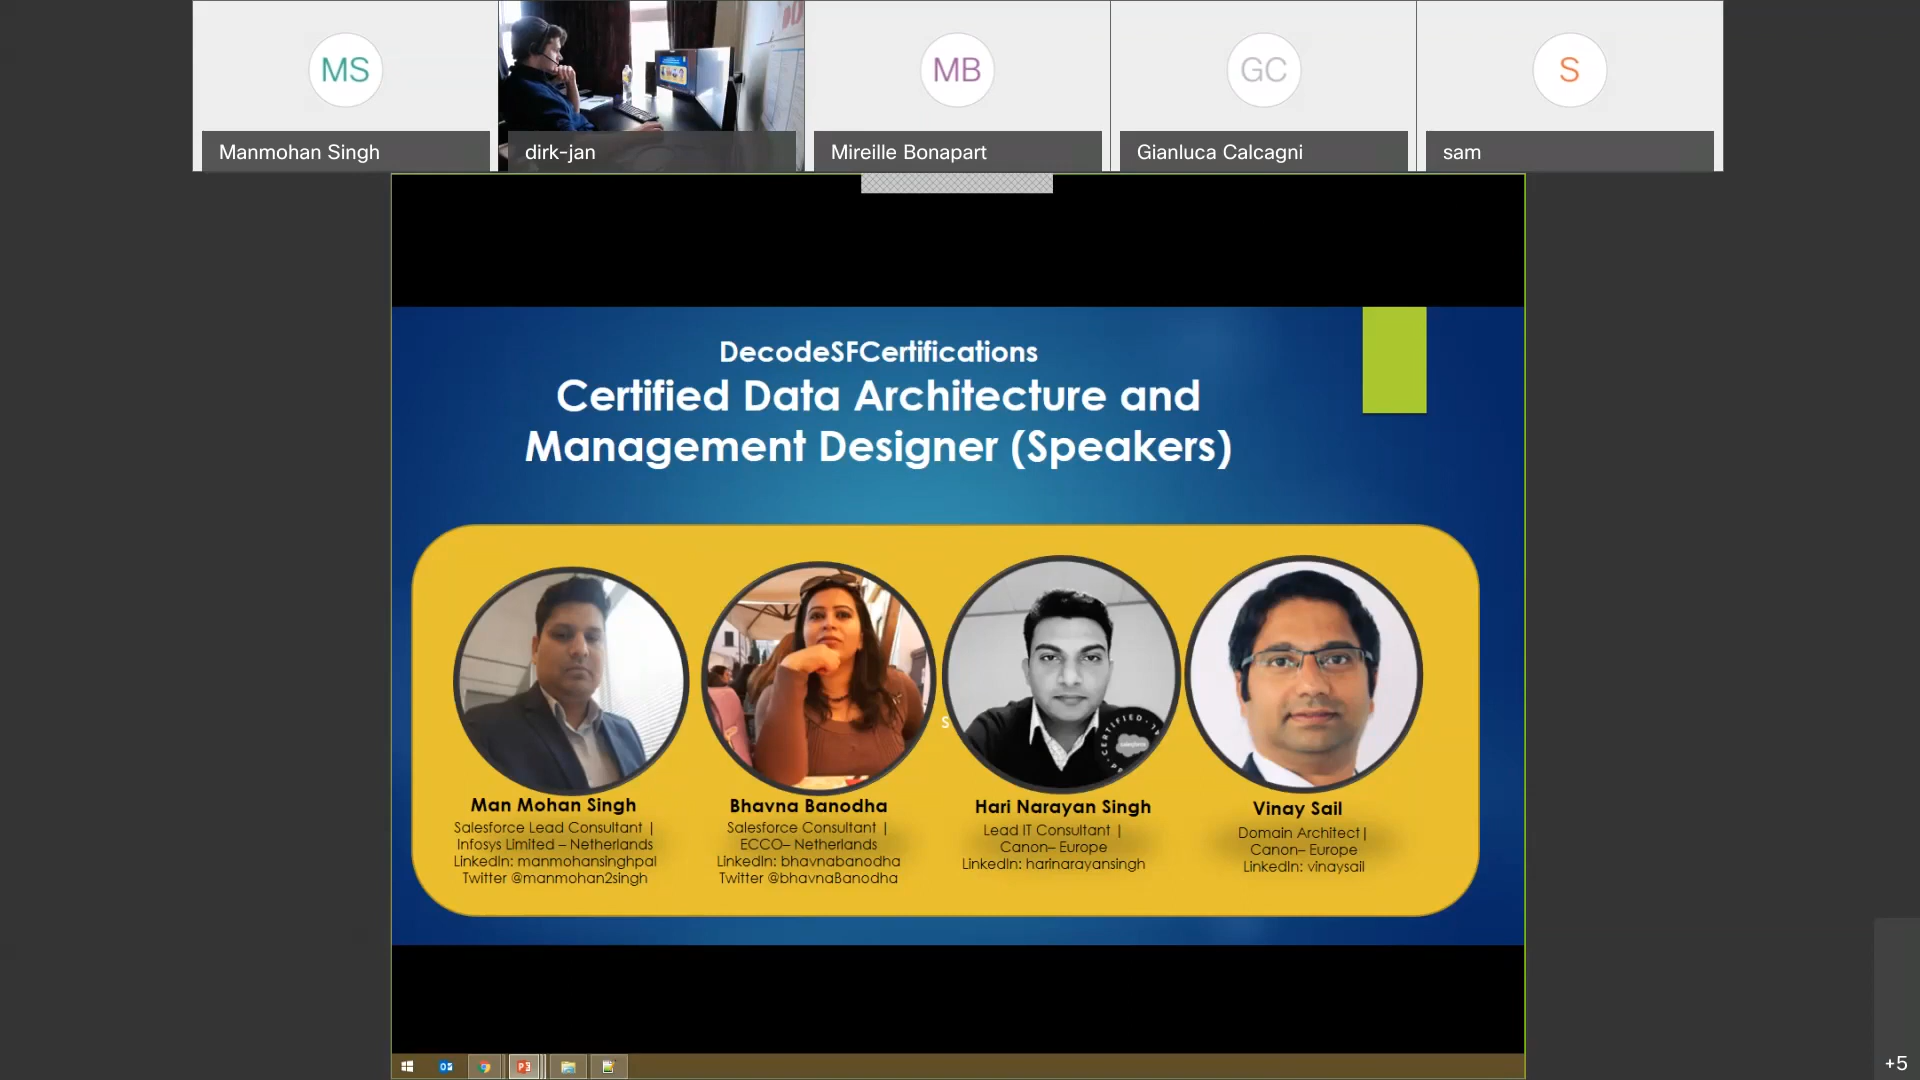 MS
MB
GC
S
Manmohan Singh
dirk-jan
Mireille Bonapart
Gianluca Calcagni
sam
DecodeSFCertifications
Certified Data Architecture and
Management Designer (Speakers)
S
CERTIFIED
salesforce
Man Mohan Singh
Salesforce Lead Consultant |
Infosys Limited – Netherlands
LinkedIn: manmohansinghpal
Twitter @manmohan2singh
Bhavna Banodha
Salesforce Consultant |
ECCO– Netherlands
LinkedIn: bhavnabanodha
Twitter @bhavnaBanodha
Hari Narayan Singh
Lead IT Consultant |
Canon– Europe
LinkedIn: harinarayansingh
Vinay Sail
Domain Architect|
Canon– Europe
LinkedIn: vinaysail
+5